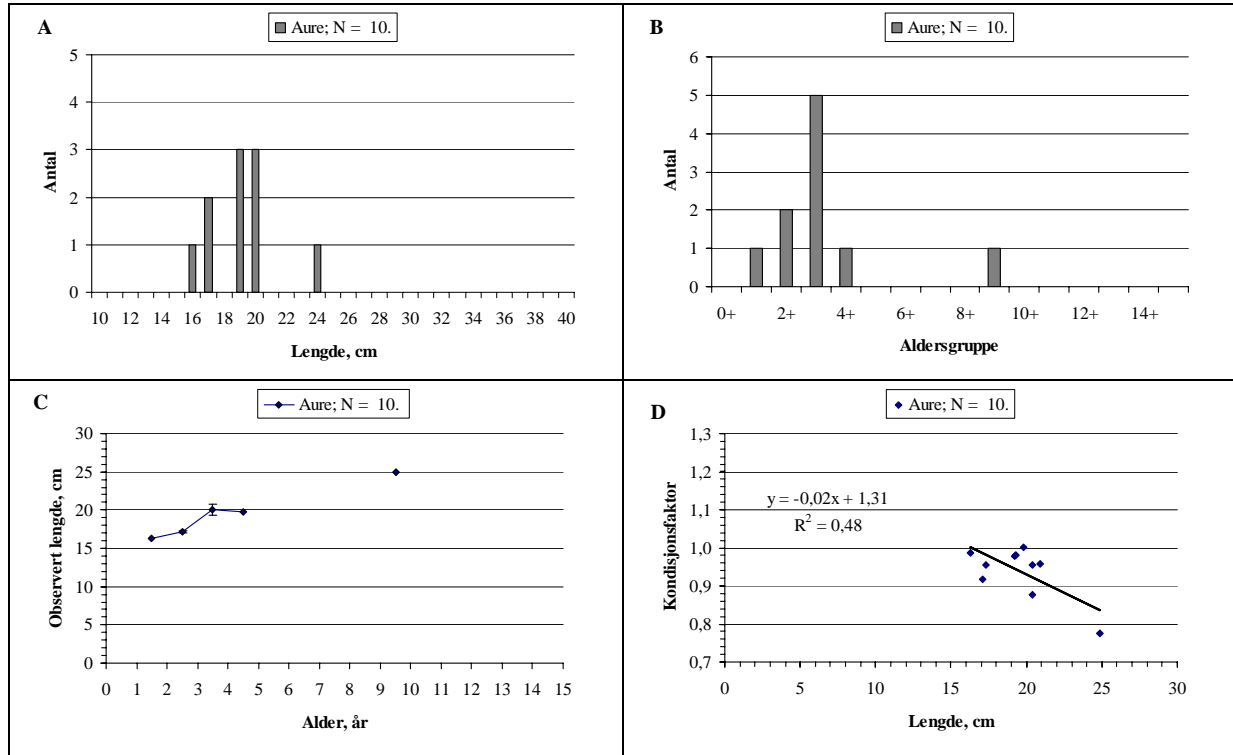 A
Aure; N = 10.
Antal
5
4
3
2
1
0
10 12 14 16 18 20 22 24 26 28 30 32 34 36 38 40
Lengde, cm
B
Aure; N = 10.
Antal
6
5
4
3
2
1
0
0+ 2+ 4+ 6+ 8+ 10+ 12+ 14+
Aldersgruppe
C
Aure; N = 10.
Observert lengde, cm
30
25
20
15
10
5
0
0 1 2 3 4 5 6 7 8 9 10 11 12 13 14 15
Alder, år
D
Aure; N = 10.
Kondisjonsfaktor
1,3
1,2
1,1
1,0
0,9
0,8
0,7
y = -0,02x + 1,31
R² = 0,48
0 5 10 15 20 25 30
Lengde, cm